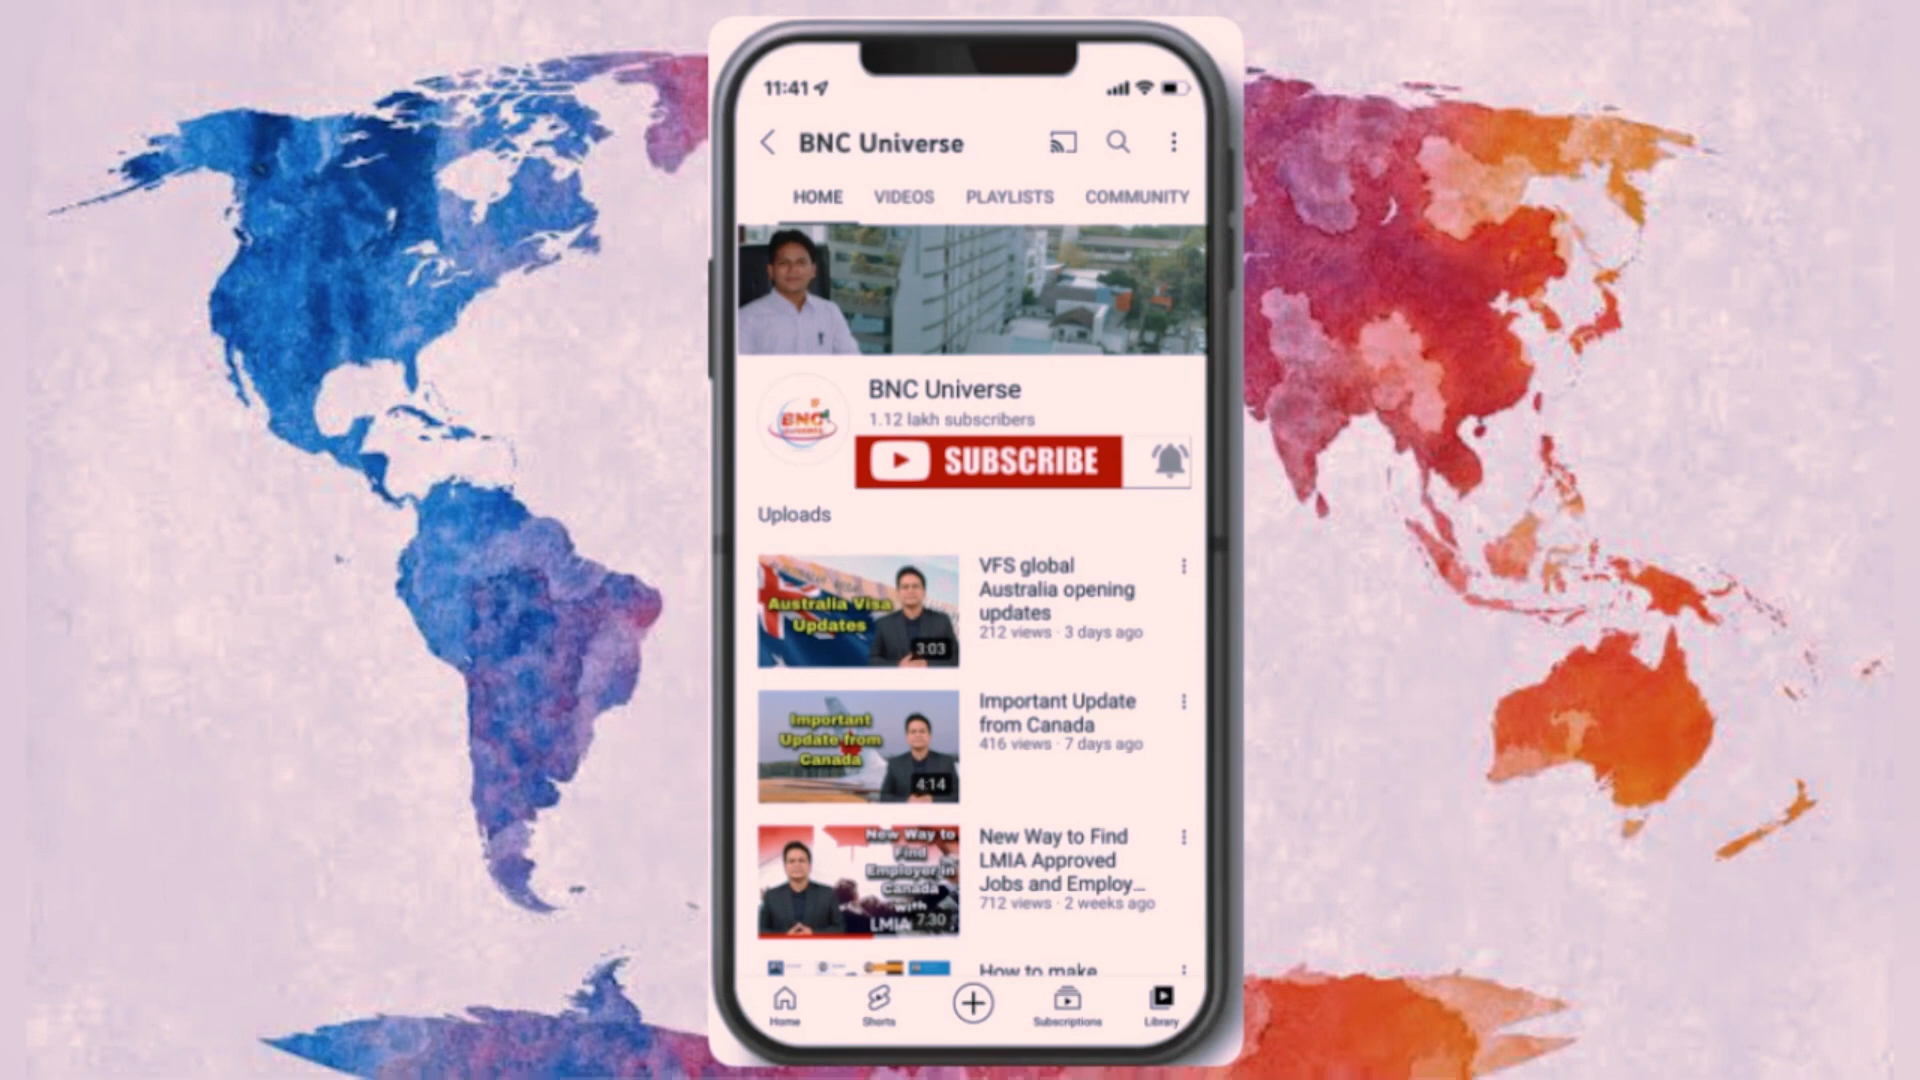 11:41
BNC Universe
HOME VIDEOS PLAYLISTS COMMUNITY
BNC
BNC Universe
1.12 lakh subscribers
SUBSCRIBE
Uploads
Australia Visa
Updates
3:03
VFS global
Australia opening
updates
212 views · 3 days ago
Important
Update from
Canada
4:14
Important Update
from Canada
416 views · 7 days ago
New Way to
Find
Employer in
Canada
with
LMIA
7:30
New Way to Find
LMIA Approved
Jobs and Employ...
712 views · 2 weeks ago
How to make
Home Shorts Subscriptions Library